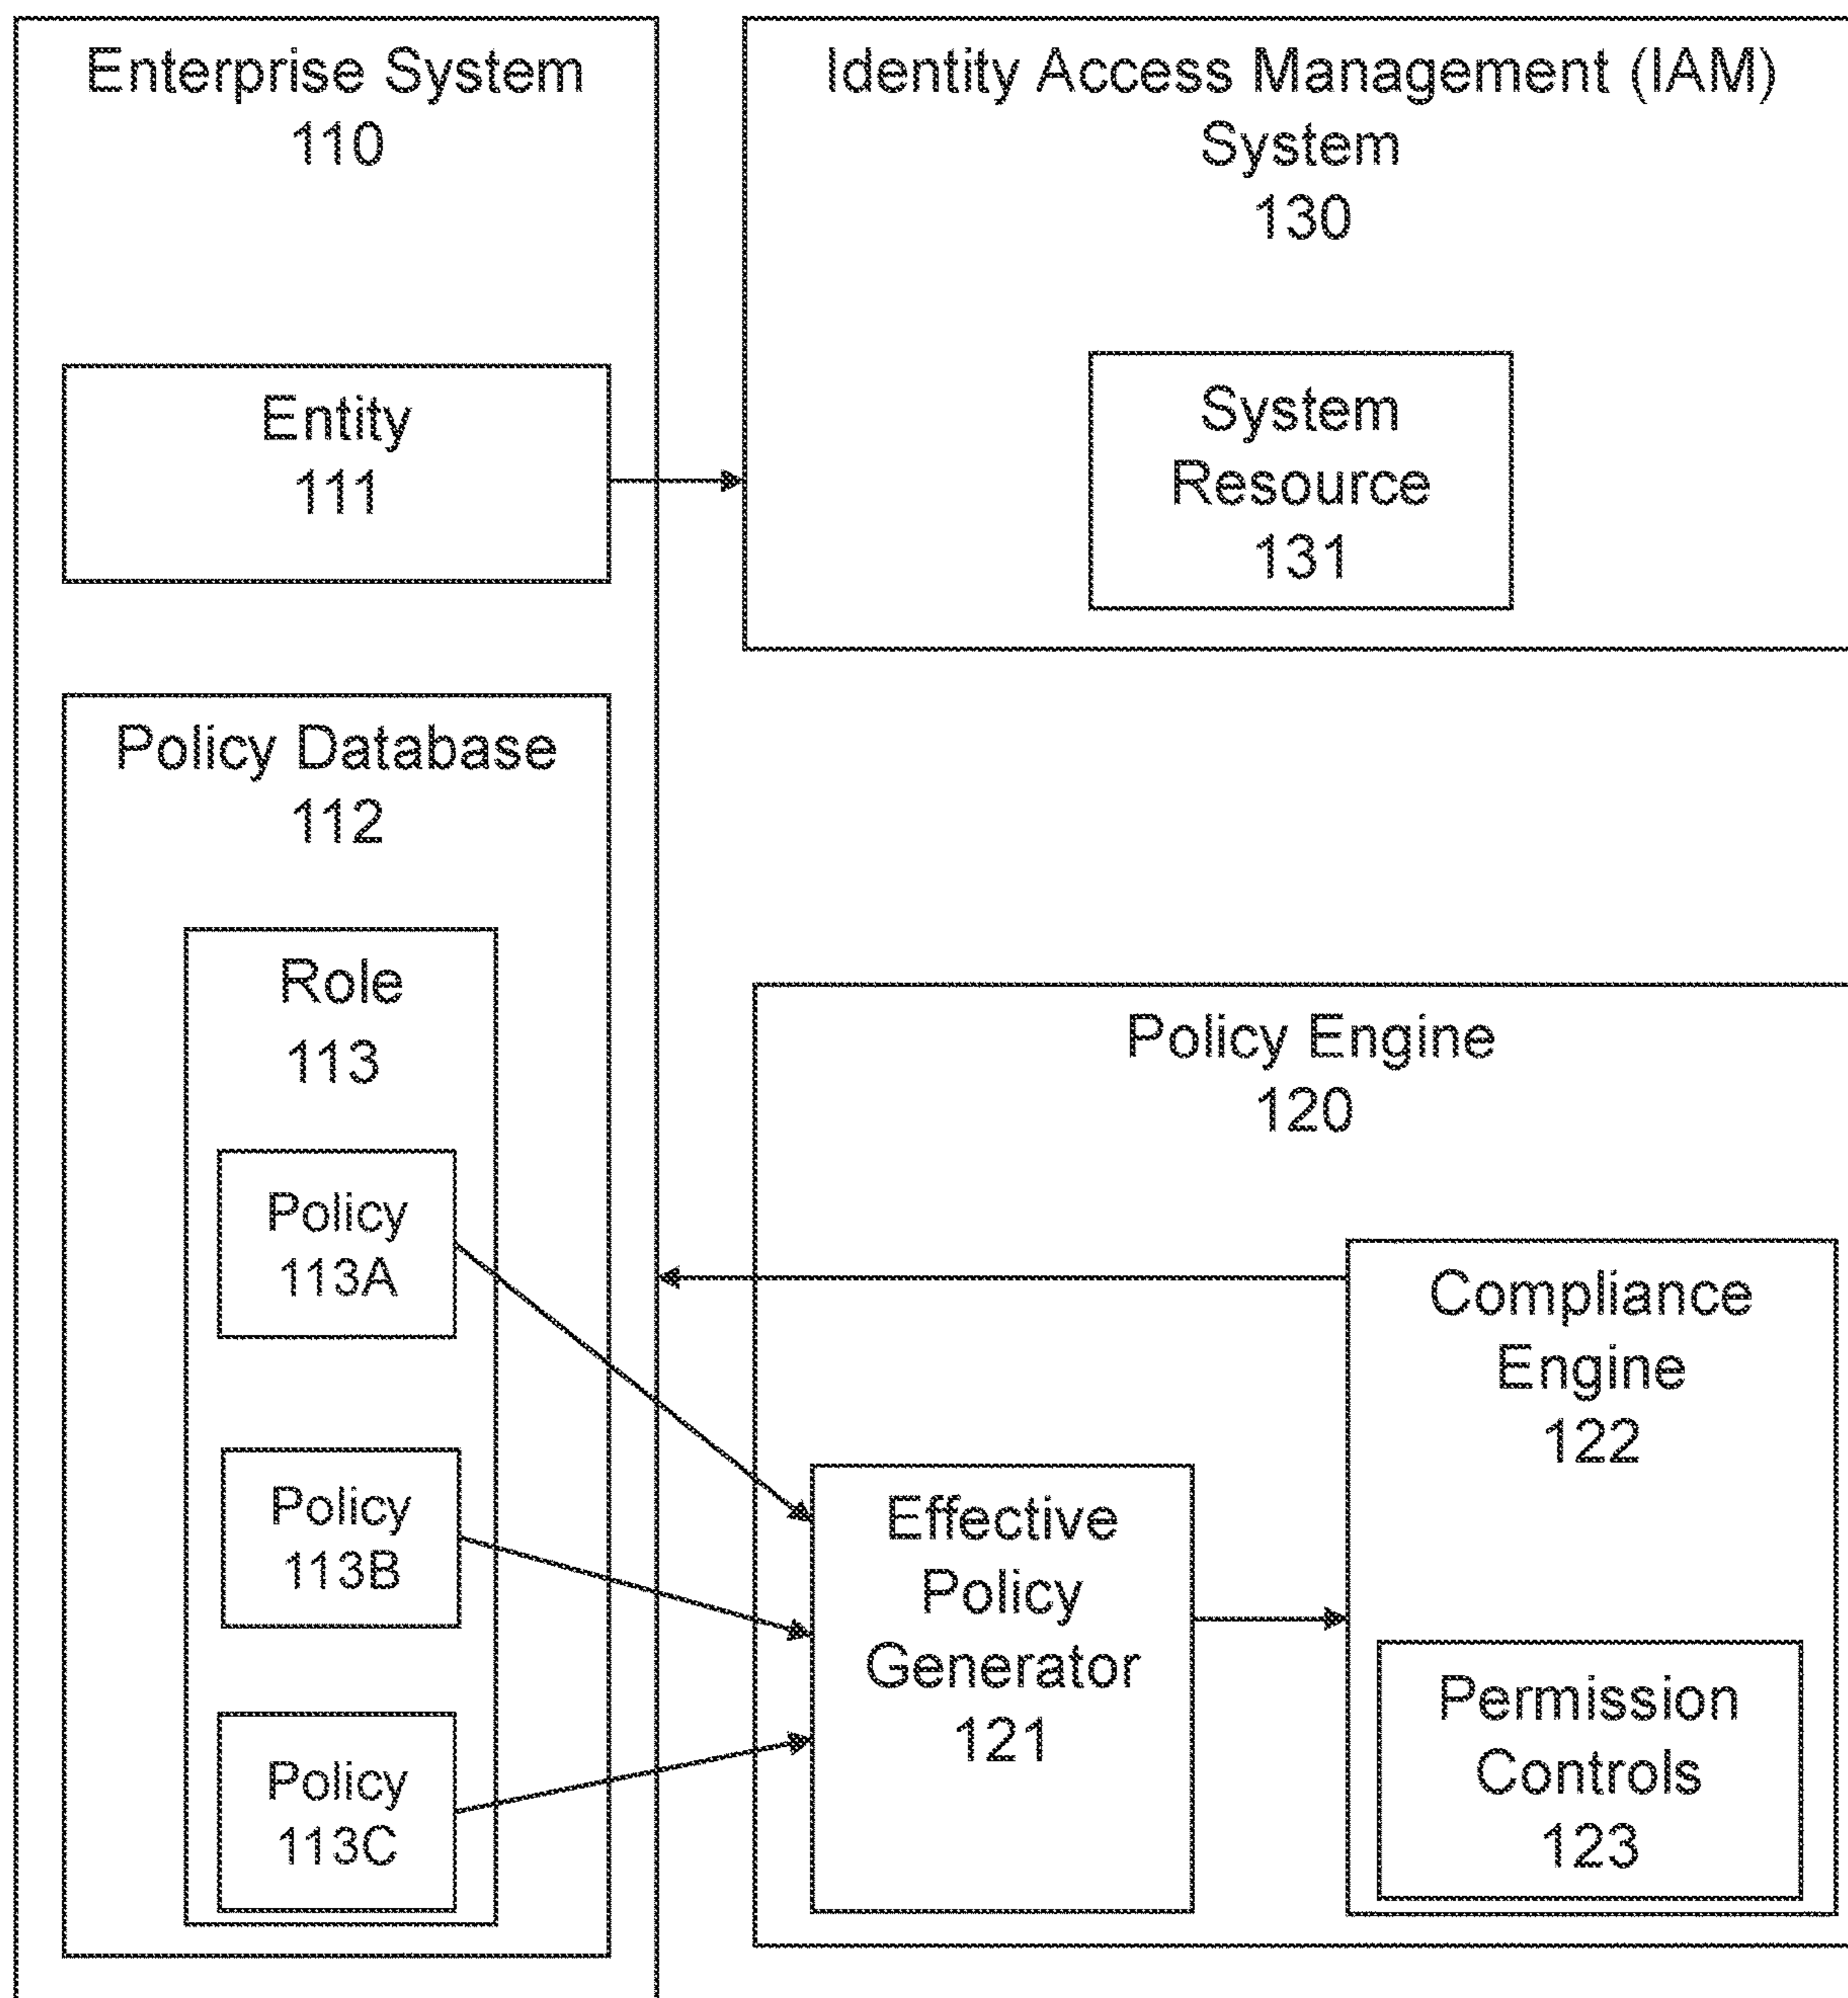 Enterprise System
110
Entity
111
Policy Database
112
Role
113
Policy
113A
Policy
113B
Policy
113C
Identity Access Management (IAM)
System
130
System
Resource
131
Policy Engine
120
Effective
Policy
Generator
121
Compliance
Engine
122
Permission
Controls
123